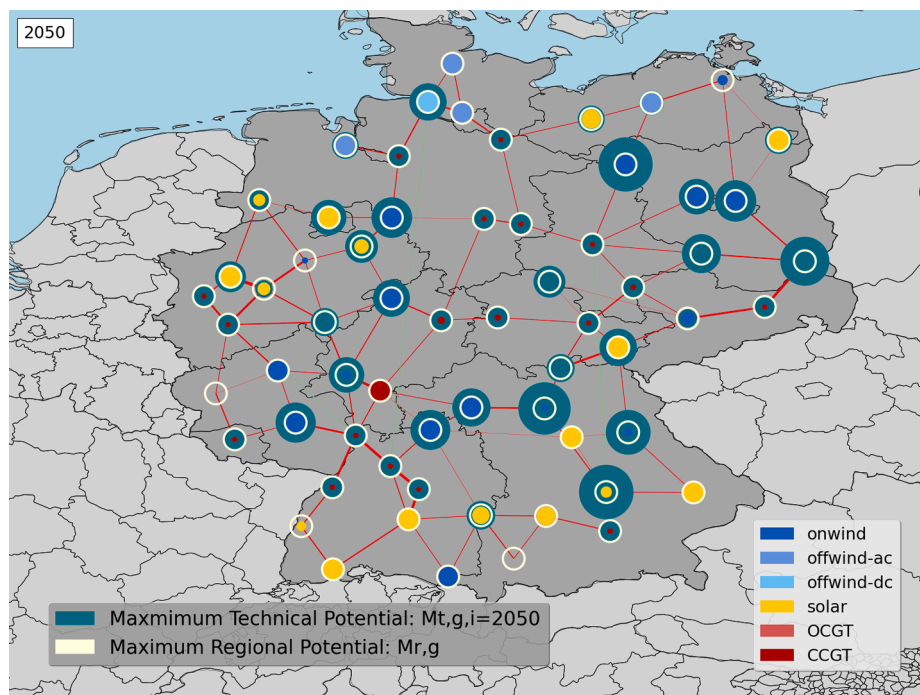 2050
onwind
offwind-ac
offwind-dc
solar
OCGT
CCGT
Maxmimum Technical Potential: Mt,g,i=2050
Maximum Regional Potential: Mr,g